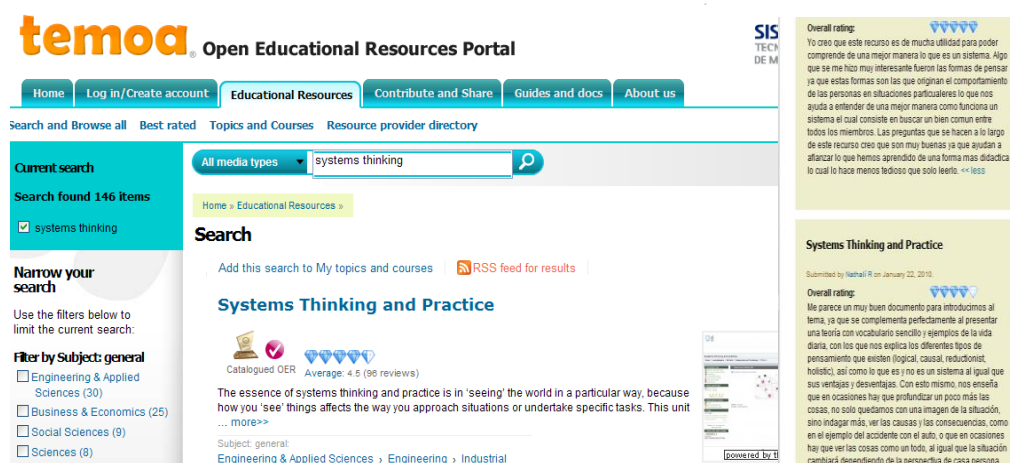 temoa® Open Educational Resources Portal
SIS
TECN
DE M
Home Log in/Create account Educational Resources Contribute and Share Guides and docs About us
Search and Browse all Best rated Topics and Courses Resource provider directory
Current search
Search found 146 items
systems thinking
Narrow your
search
Use the filters below to
limit the current search:
Filter by Subject: general
Engineering & Applied
Sciences (30)
Business & Economics (25)
Social Sciences (9)
Sciences (8)
All media types systems thinking
Home » Educational Resources »
Search
Add this search to My topics and courses RSS feed for results
Systems Thinking and Practice
Catalogued OER Average: 4.5 (96 reviews)
The essence of systems thinking and practice is in 'seeing' the world in a particular way, because
how you 'see' things affects the way you approach situations or undertake specific tasks. This unit
... more>>
Subject: general:
Engineering & Applied Sciences › Engineering › Industrial
powered by t
Overall rating:
Yo creo que este recurso es de mucha utilidad para poder
comprende de una mejor manera lo que es un sistema. Algo
que se me hizo muy interesante fueron las formas de pensar
ya que estas formas son las que originan el comportamiento
de las personas en situaciones particualeres lo que nos
ayuda a entender de una mejor manera como funciona un
sistema el cual consiste en buscar un bien comun entre
todos los miembros. Las preguntas que se hacen a lo largo
de este recurso creo que son muy buenas ya que ayudan a
afianzar lo que hemos aprendido de una forma mas didactica
lo cual lo hace menos tedioso que solo leerlo. << less
Systems Thinking and Practice
Submitted by Nathalí R on January 22, 2010.
Overall rating:
Me parece un muy buen documento para introducirnos al
tema, ya que se complementa perfectamente al presentar
una teoría con vocabulario sencillo y ejemplos de la vida
diaria, con los que nos explica los diferentes tipos de
pensamiento que existen (logical, causal, reductionist,
holistic), así como lo que es y no es un sistema al igual que
sus ventajas y desventajas. Con esto mismo, nos enseña
que en ocasiones hay que profundizar un poco más las
cosas, no solo quedarnos con una imagen de la situación,
sino indagar más, ver las causas y las consecuencias, como
en el ejemplo del accidente con el auto, o que en ocasiones
hay que ver las cosas como un todo, al igual que la situación
cambiará dependiendo de la perspectiva de casa persona